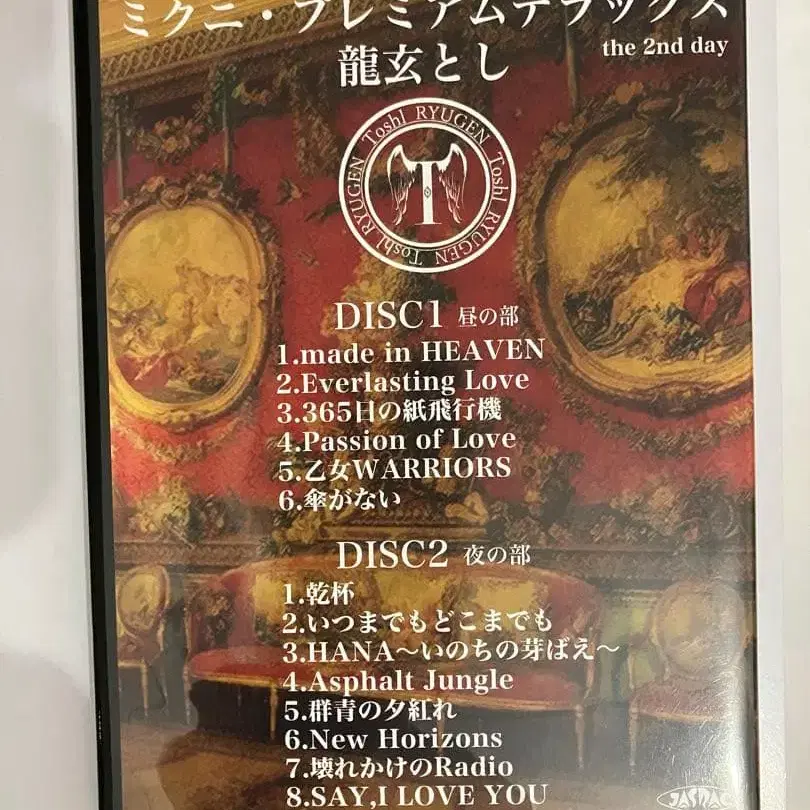 ミクニ・プレミアムデラックス
the 2nd day
龍玄とし
Toshl RYUGEN Toshl RYUGEN Toshl RYUGEN
T
DISC1 昼の部
1.made in HEAVEN
2.Everlasting Love
3.365日の紙飛行機
4.Passion of Love
5.乙女WARRIORS
6.傘がない
DISC2 夜の部
1.乾杯
2.いつまでもどこまでも
3.HANA～いのちの芽ばえ～
4.Asphalt Jungle
5.群青の夕紅れ
6.New Horizons
7.壊れかけのRadio
8.SAY,I LOVE YOU
JASRAC